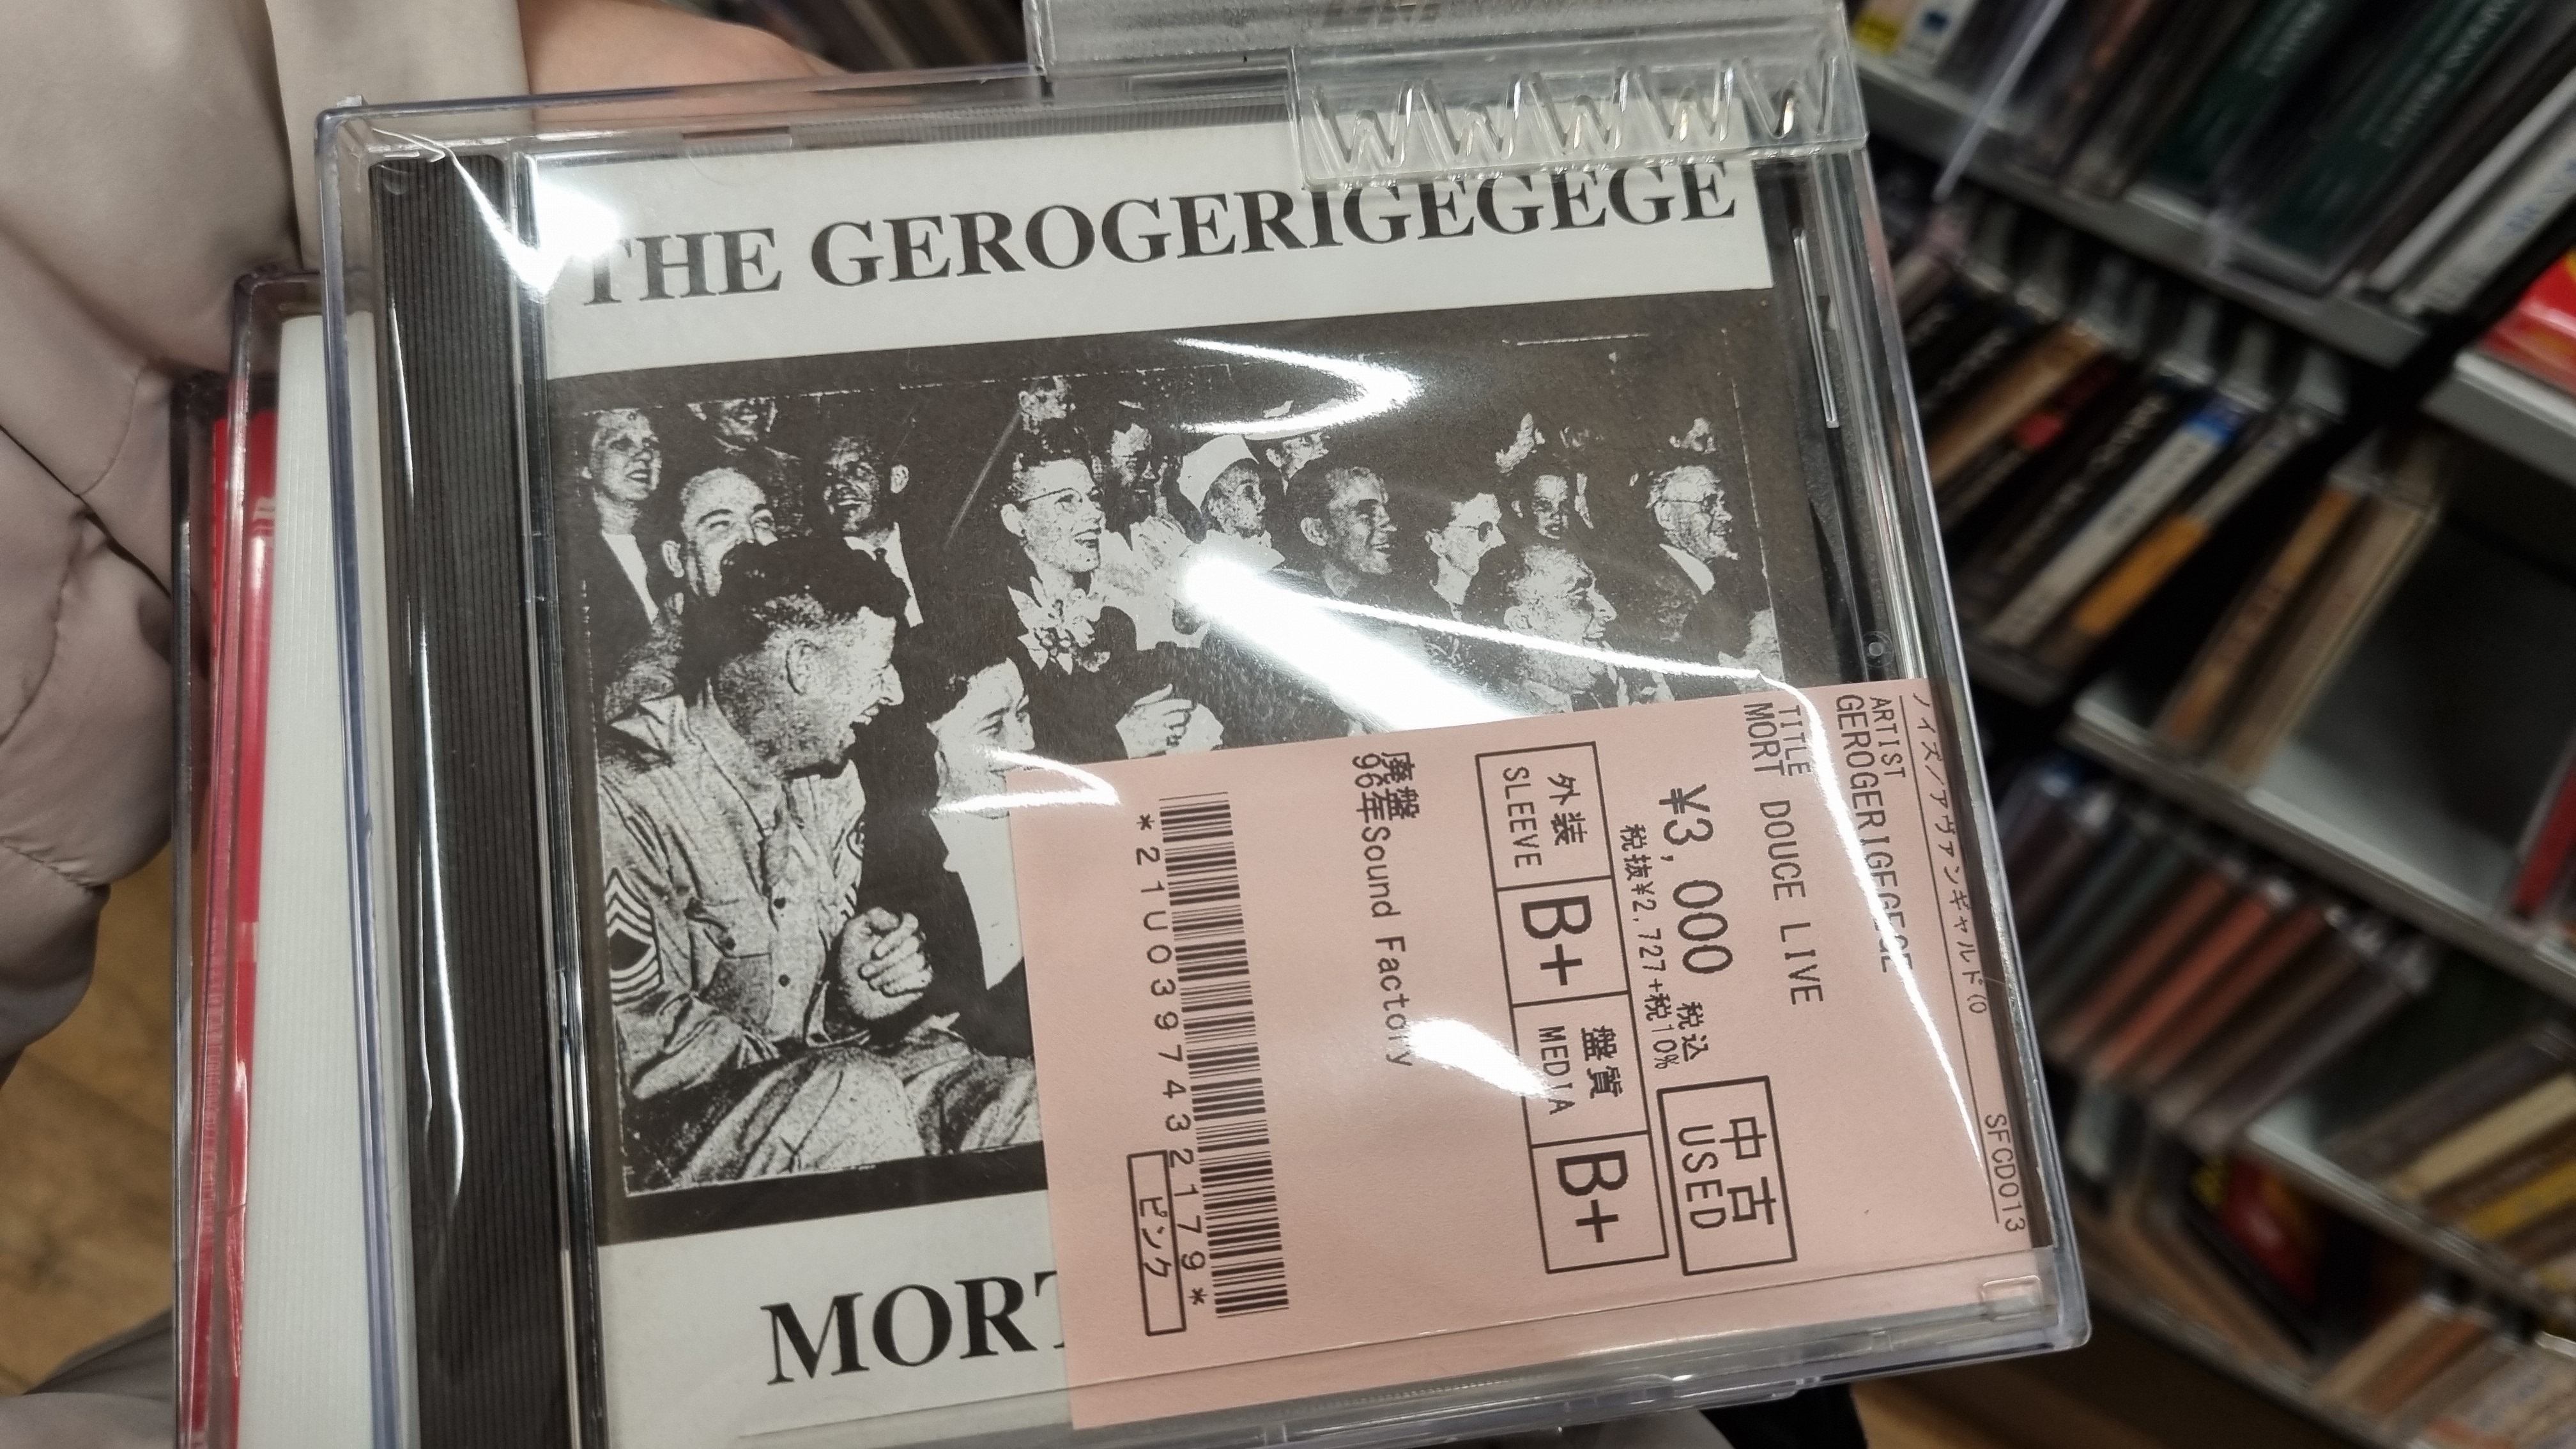 THE GEROGERIGEGEGE
MORT
ノイズ/アヴァンギャルド(O
SFCD013
ARTIST
GEROGERIGEGEGE
TITLE
MORT DOUCE LIVE
¥3,000 税込
税抜¥2,727+税10%
中古
USED
外装
SLEEVE
B+
盤質
MEDIA
B+
廃盤
96年Sound Factory
*21U0397432179*
ピンク
WWWWW